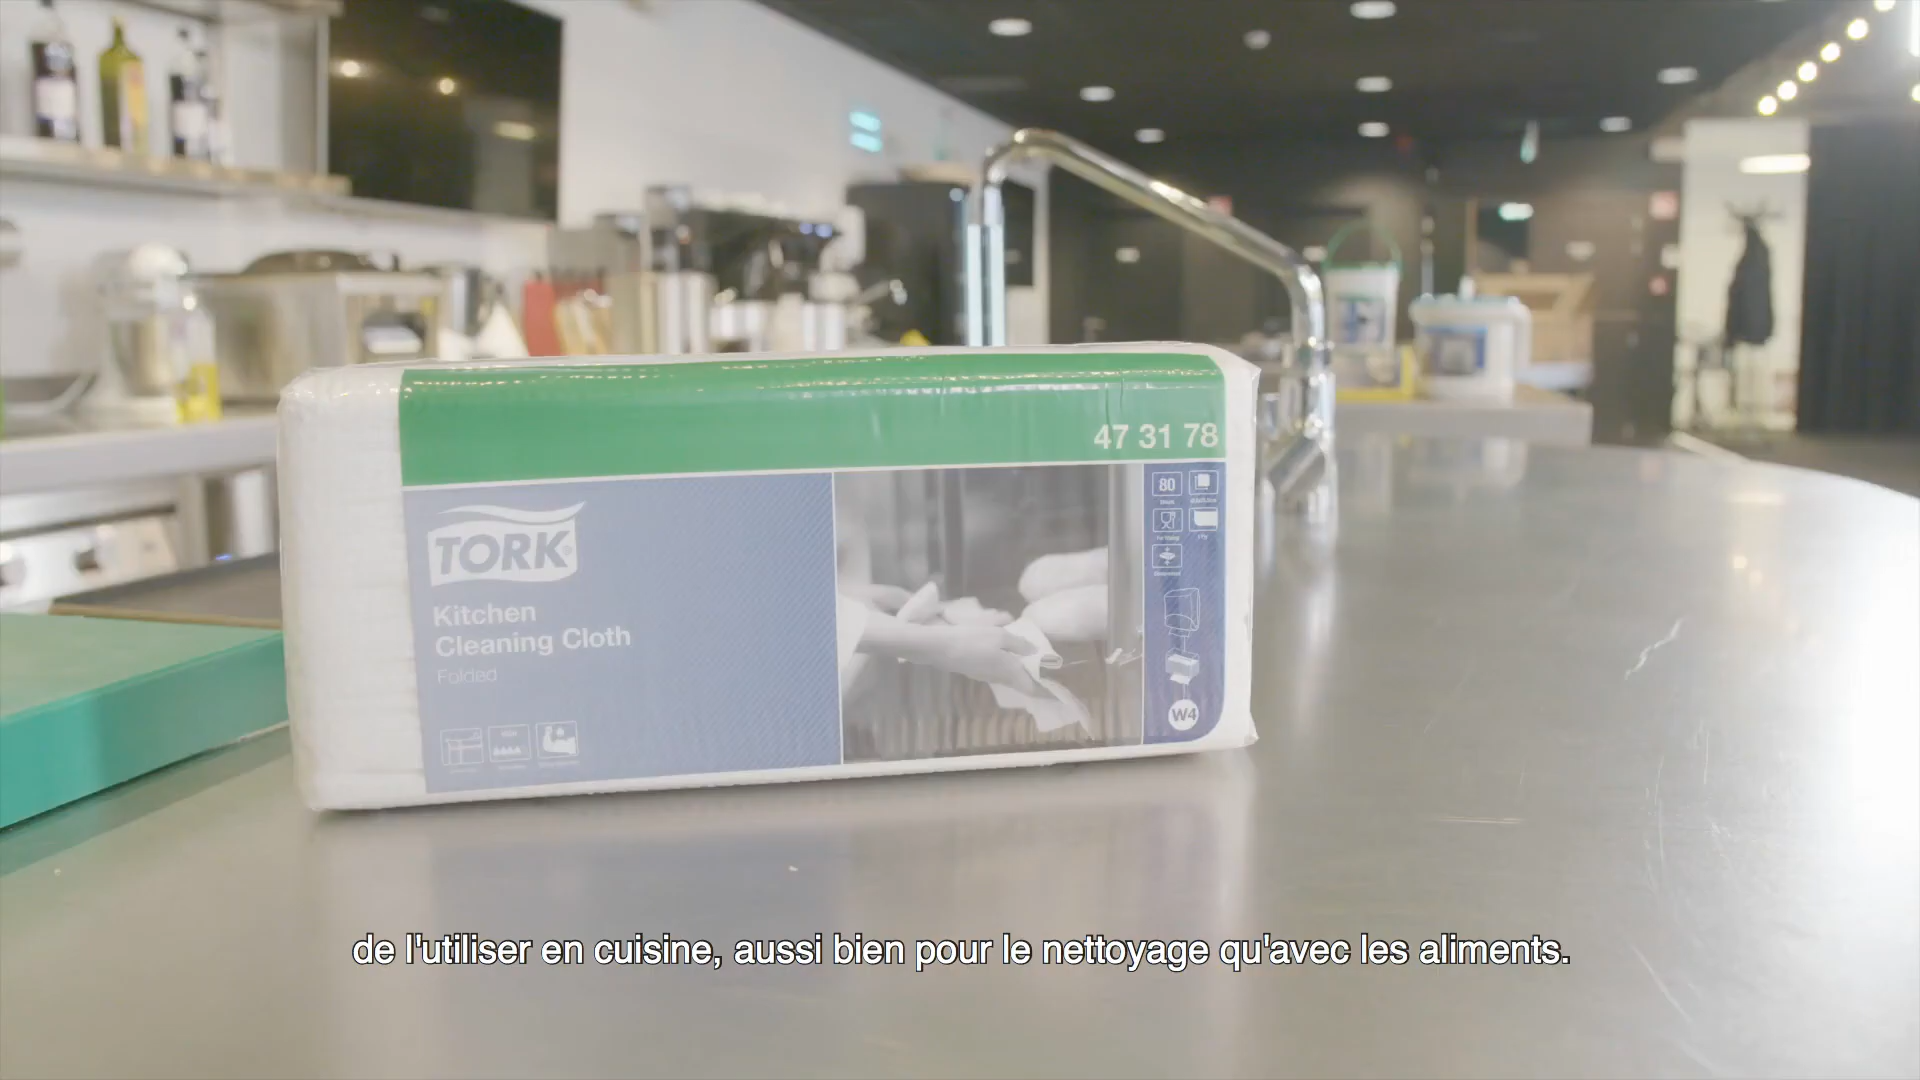 47 31 78
80
TORK
Kitchen
Cleaning Cloth
Folded
W4
de l'utiliser en cuisine, aussi bien pour le nettoyage qu'avec les aliments.